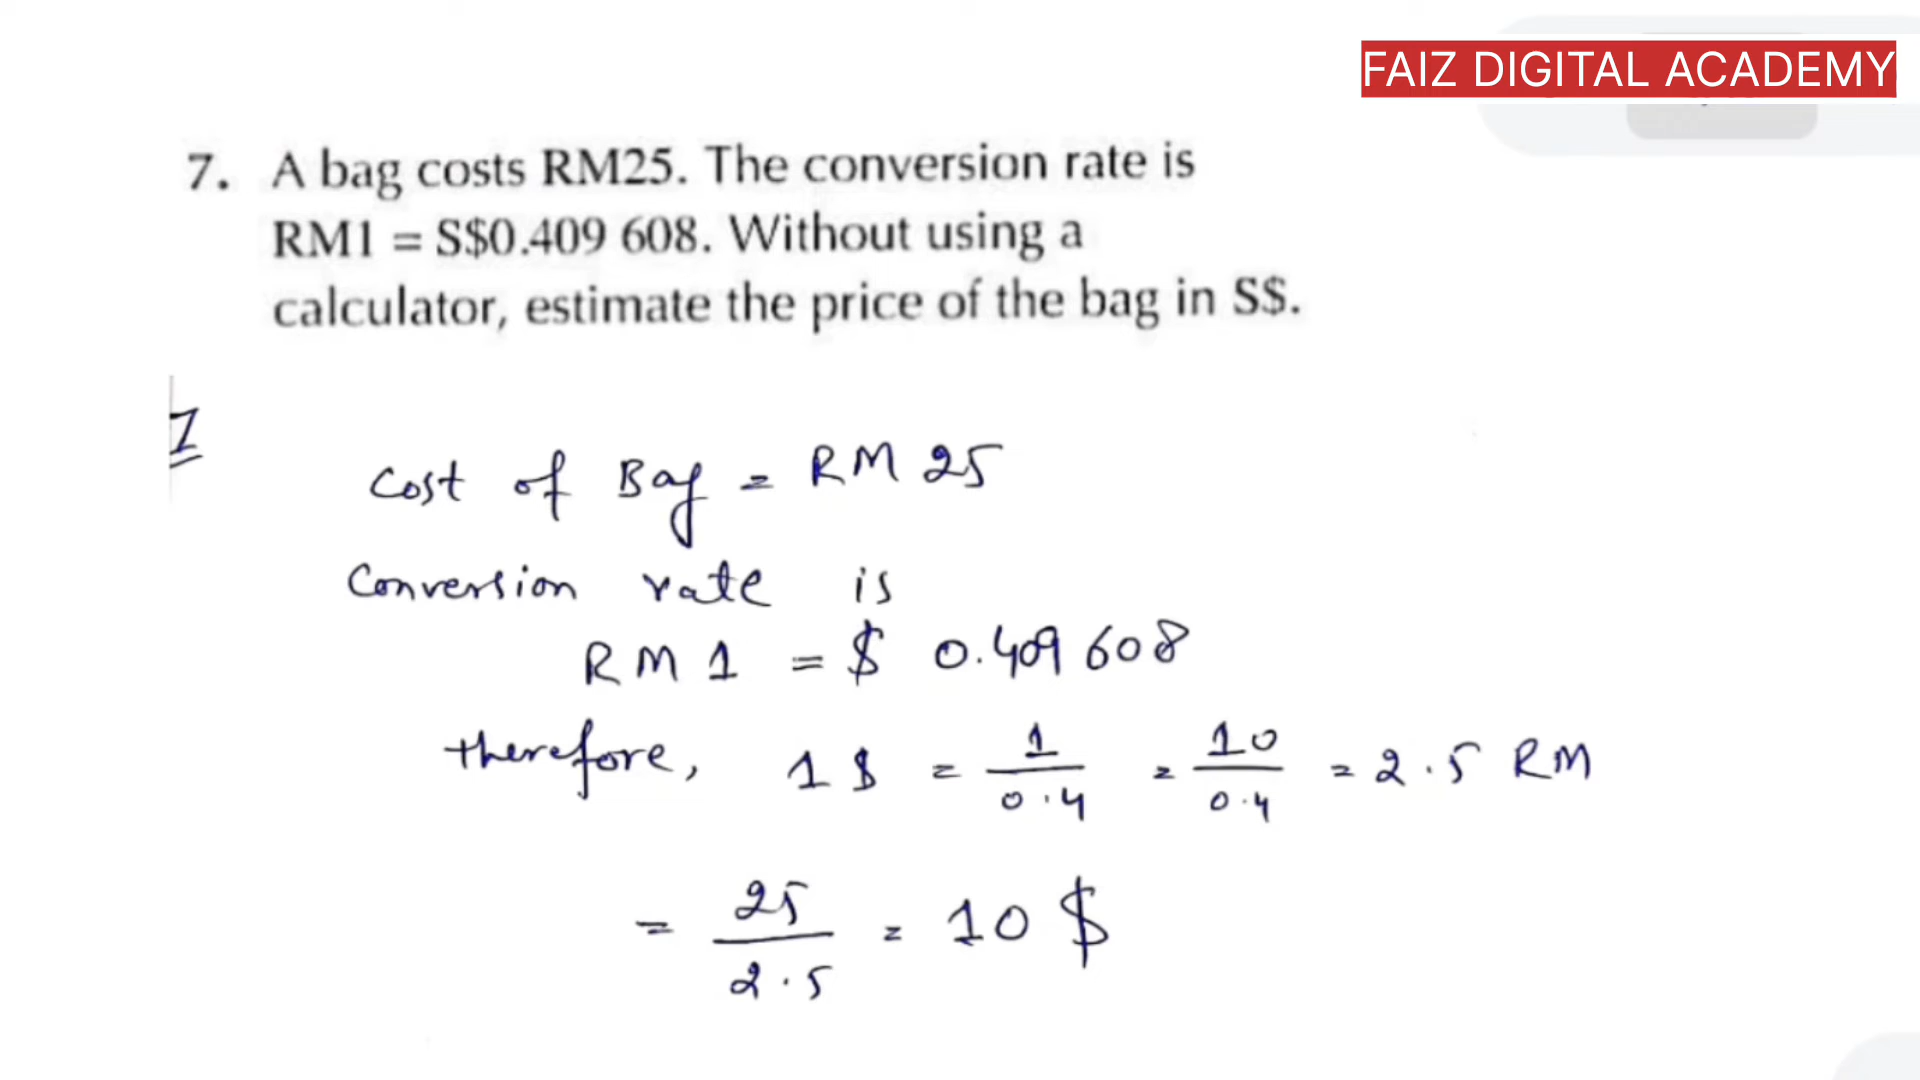 FAIZ DIGITAL ACADEMY
7. A bag costs RM25. The conversion rate is
RM1 = S$0.409 608. Without using a
calculator, estimate the price of the bag in S$.
7
Cost of Bag = RM 25
Conversion rate is
RM 1 = $ 0.409 608
therefore, 1 $ = 1/0.4 = 10/0.4 = 2.5 RM
= 25/2.5 = 10 $